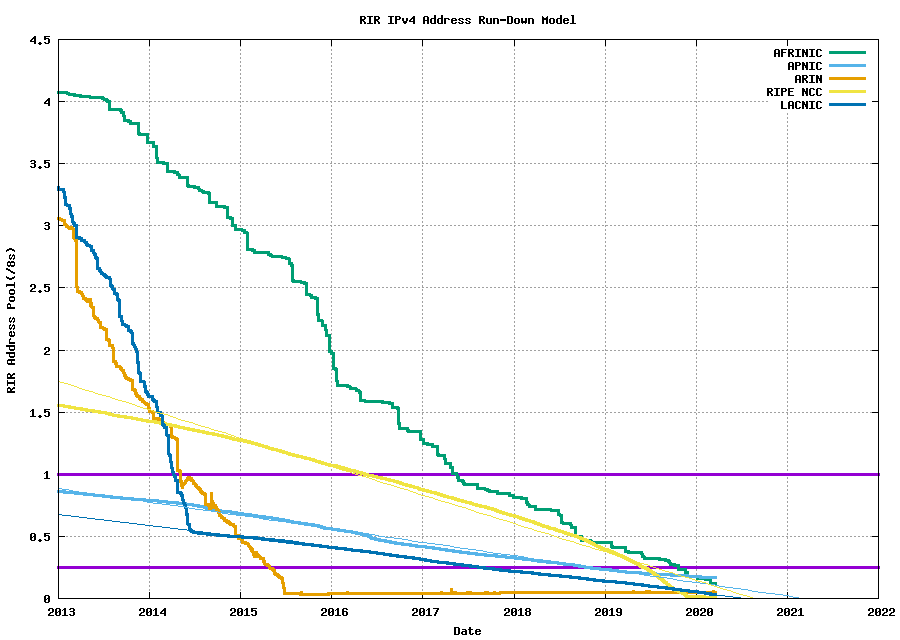 RIR IPv4 Address Run-Down Model
4.5
4
3.5
3
2.5
2
1.5
1
0.5
0
RIR Address Pool(/8s)
AFRINIC
APNIC
ARIN
RIPE NCC
LACNIC
2013 2014 2015 2016 2017 2018 2019 2020 2021 2022
Date